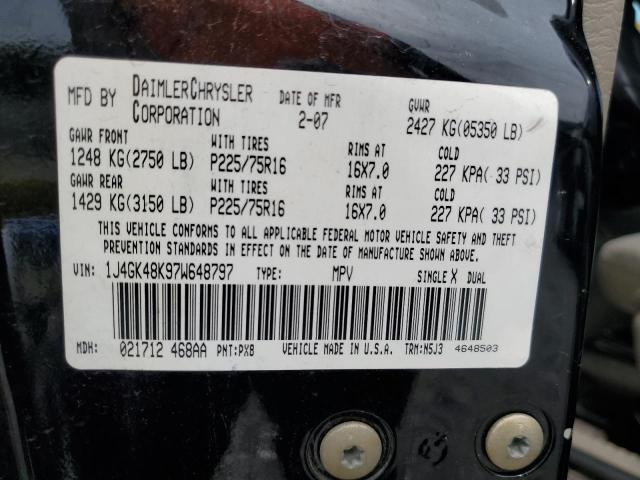 MFD BY DAIMLERCHRYSLER CORPORATION DATE OF MFR 2-07 GVWR 2427 KG(05350 LB)
GAWR FRONT WITH TIRES RIMS AT COLD
1248 KG(2750 LB) P225/75R16 16X7.0 227 KPA( 33 PSI)
GAWR REAR WITH TIRES RIMS AT COLD
1429 KG(3150 LB) P225/75R16 16X7.0 227 KPA( 33 PSI)
THIS VEHICLE CONFORMS TO ALL APPLICABLE FEDERAL MOTOR VEHICLE SAFETY AND THEFT
PREVENTION STANDARDS IN EFFECT ON THE DATE OF MANUFACTURE SHOWN ABOVE.
VIN: 1J4GK48K97W648797 TYPE: MPV SINGLE X DUAL
MDH: 021712 468AA PNT:PXB VEHICLE MADE IN U.S.A. TRM:N5J3 4648503